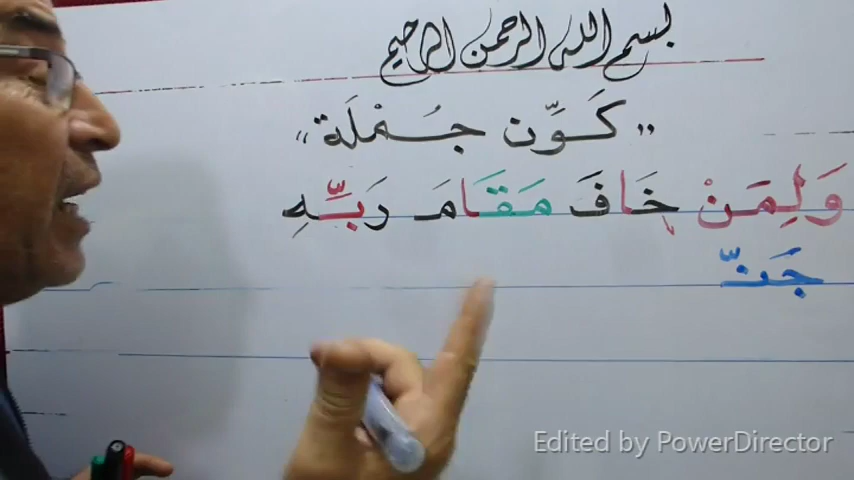 بسم الله الرحمن الرحيم
"كَوِّن جُمْلَة"
وَلِمَنْ خَافَ مَقَامَ رَبِّهِ
جَنّ
Edited by PowerDirector